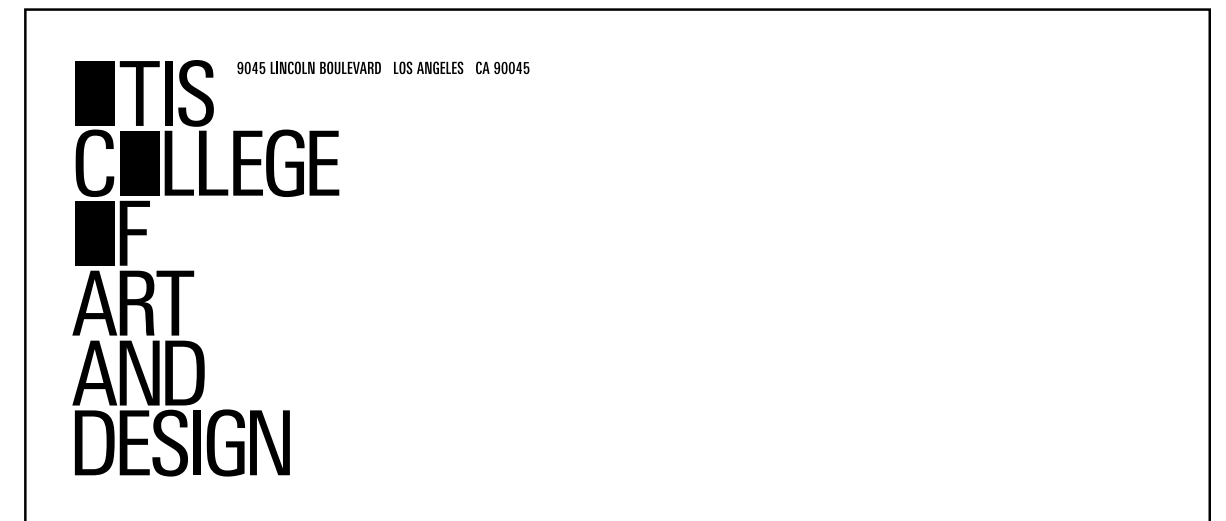 ■TIS
9045 LINCOLN BOULEVARD LOS ANGELES CA 90045
C■LLEGE
■F
ART
AND
DESIGN